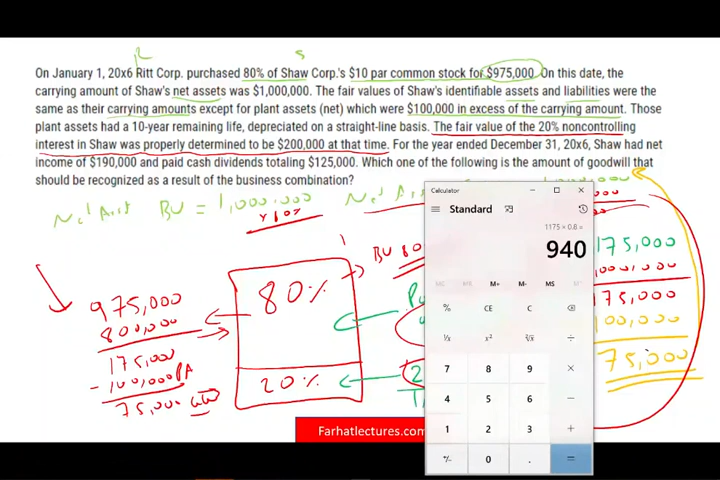 R
s
On January 1, 20x6 Ritt Corp. purchased 80% of Shaw Corp.'s $10 par common stock for $975,000. On this date, the
carrying amount of Shaw's net assets was $1,000,000. The fair values of Shaw's identifiable assets and liabilities were the
same as their carrying amounts except for plant assets (net) which were $100,000 in excess of the carrying amount. Those
plant assets had a 10-year remaining life, depreciated on a straight-line basis. The fair value of the 20% noncontrolling
interest in Shaw was properly determined to be $200,000 at that time. For the year ended December 31, 20x6, Shaw had net
income of $190,000 and paid cash dividends totaling $125,000. Which one of the following is the amount of goodwill that
should be recognized as a result of the business combination?
Net Asst BV = 1,000,000
x 80%
Net As
BV 80
80%
20%
975,000
800,000
175,000
- 100,000 PA
75,000 GW
Calculator
Standard
1175 × 0.8 =
940
MC MR M+ M- MS M˅
% CE C ⌫
¹/x x² ²√x ÷
7 8 9 ×
4 5 6 −
1 2 3 +
+/- 0 . =
175,000
175,000
100,000
75,000
Farhatlectures.com